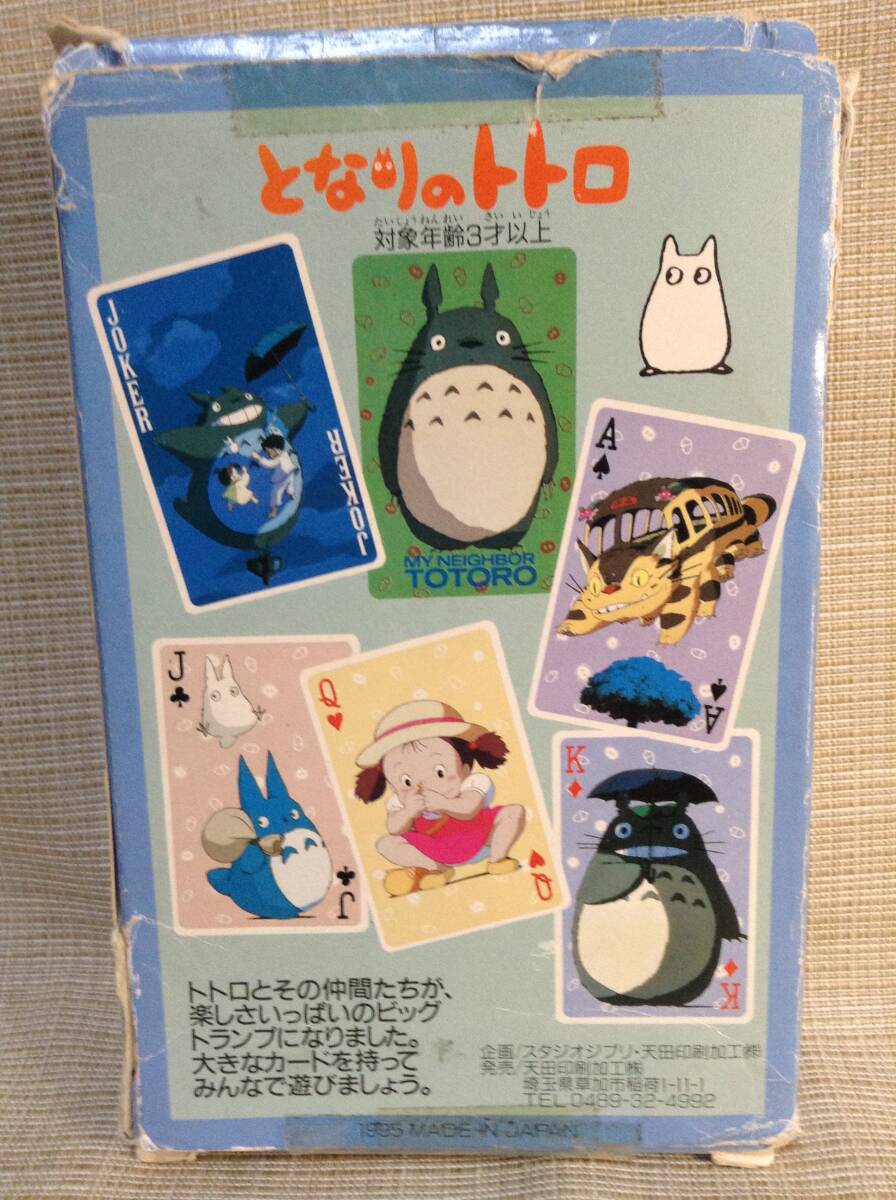 となりのトトロ
たいしょうねんれい さいいじょう
対象年齢3才以上
JOKER
JOKER
MY NEIGHBOR
TOTORO
A
A
J
J
Q
Q
K
K
トトロとその仲間たちが、
楽しさいっぱいのビッグ
トランプになりました。
大きなカードを持って
みんなで遊びましょう。
企画/スタジオジブリ・天田印刷加工㈱
発売/天田印刷加工㈱
埼玉県草加市稲荷1-11-1
TEL.0489-32-4992
1995 MADE IN JAPAN